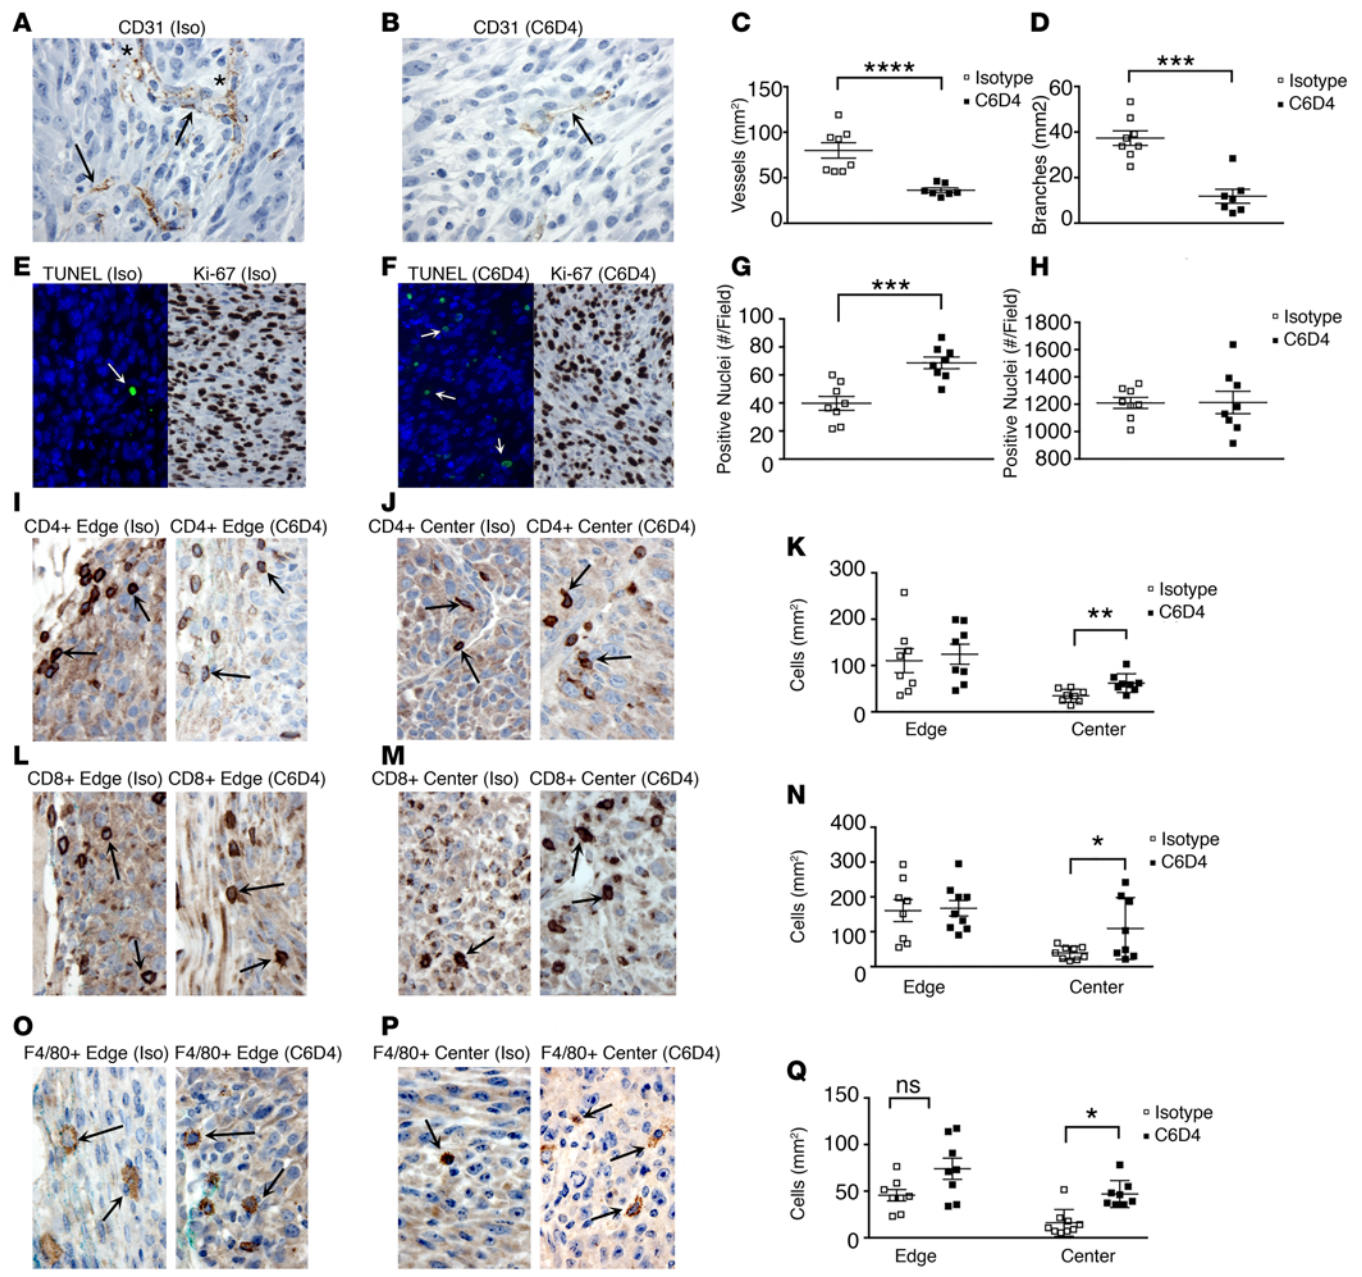 A
CD31 (Iso)
*
*
B
CD31 (C6D4)
C
****
Isotype
C6D4
Vessels (mm²)
150
100
50
0
D
***
Isotype
C6D4
Branches (mm2)
60
40
20
0
E
TUNEL (Iso)
Ki-67 (Iso)
F
TUNEL (C6D4)
Ki-67 (C6D4)
G
***
Positive Nuclei (#/Field)
100
80
60
40
20
0
H
Isotype
C6D4
Positive Nuclei (#/Field)
1800
1600
1400
1200
1000
800
I
CD4+ Edge (Iso)
CD4+ Edge (C6D4)
J
CD4+ Center (Iso)
CD4+ Center (C6D4)
K
Isotype
C6D4
**
Cells (mm²)
300
200
100
0
Edge
Center
L
CD8+ Edge (Iso)
CD8+ Edge (C6D4)
M
CD8+ Center (Iso)
CD8+ Center (C6D4)
N
Isotype
C6D4
*
Cells (mm²)
400
300
200
100
0
Edge
Center
O
F4/80+ Edge (Iso)
F4/80+ Edge (C6D4)
P
F4/80+ Center (Iso)
F4/80+ Center (C6D4)
Q
ns
*
Isotype
C6D4
Cells (mm²)
150
100
50
0
Edge
Center